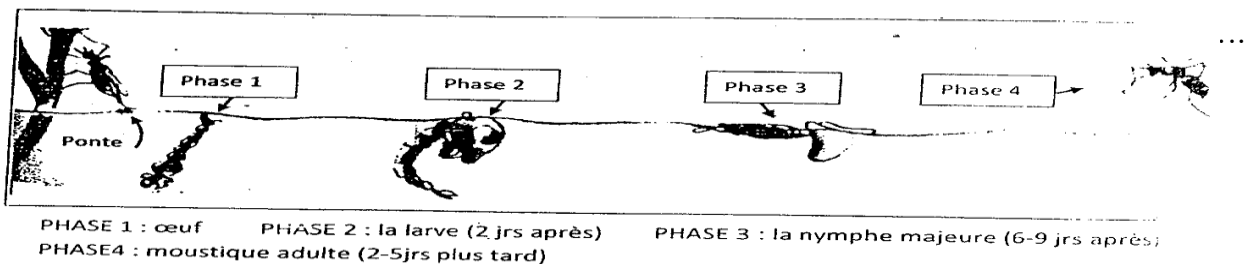 ...
Phase 1
Phase 2
Phase 3
Phase 4
Ponte
PHASE 1 : œuf PHASE 2 : la larve (2 jrs après) PHASE 3 : la nymphe majeure (6-9 jrs après)
PHASE4 : moustique adulte (2-5jrs plus tard)